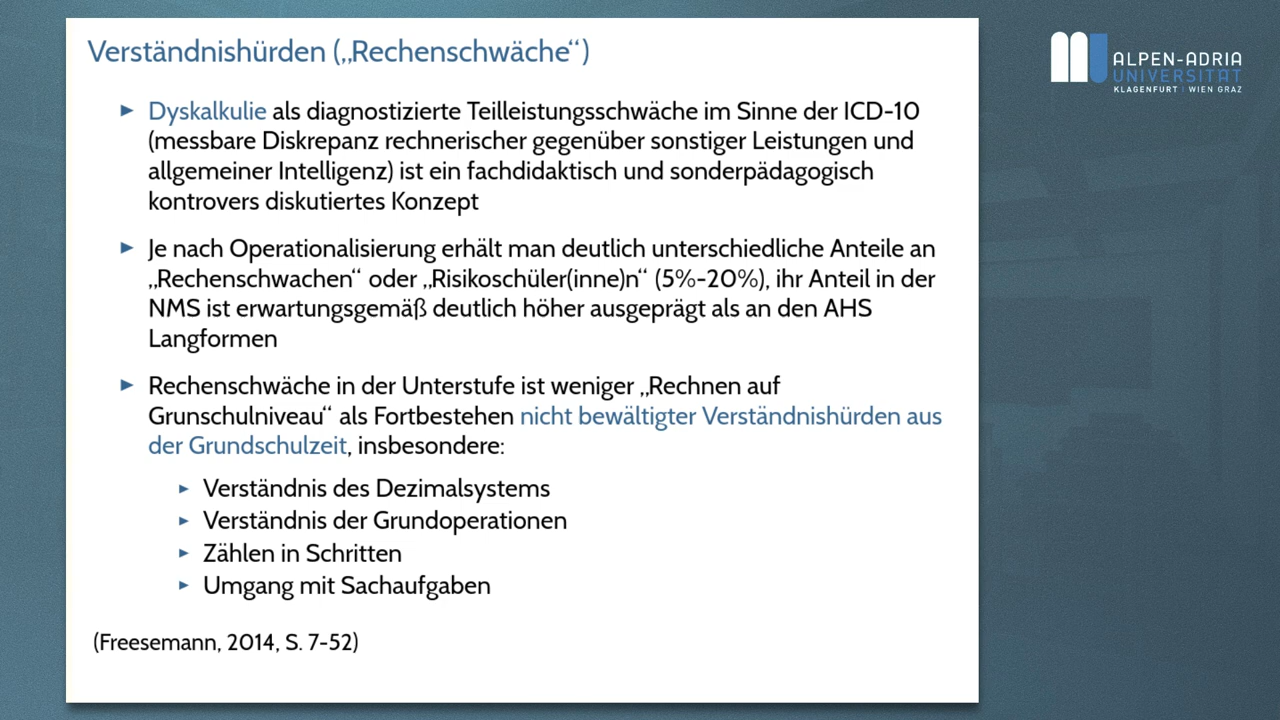 Verständnishürden („Rechenschwäche“)
Dyskalkulie als diagnostizierte Teilleistungsschwäche im Sinne der ICD-10
(messbare Diskrepanz rechnerischer gegenüber sonstiger Leistungen und
allgemeiner Intelligenz) ist ein fachdidaktisch und sonderpädagogisch
kontrovers diskutiertes Konzept
Je nach Operationalisierung erhält man deutlich unterschiedliche Anteile an
„Rechenschwachen“ oder „Risikoschüler(inne)n“ (5%-20%), ihr Anteil in der
NMS ist erwartungsgemäß deutlich höher ausgeprägt als an den AHS
Langformen
Rechenschwäche in der Unterstufe ist weniger „Rechnen auf
Grunschulniveau“ als Fortbestehen nicht bewältigter Verständnishürden aus
der Grundschulzeit, insbesondere:
Verständnis des Dezimalsystems
Verständnis der Grundoperationen
Zählen in Schritten
Umgang mit Sachaufgaben
(Freesemann, 2014, S. 7-52)
ALPEN-ADRIA
UNIVERSITÄT
KLAGENFURT | WIEN GRAZ